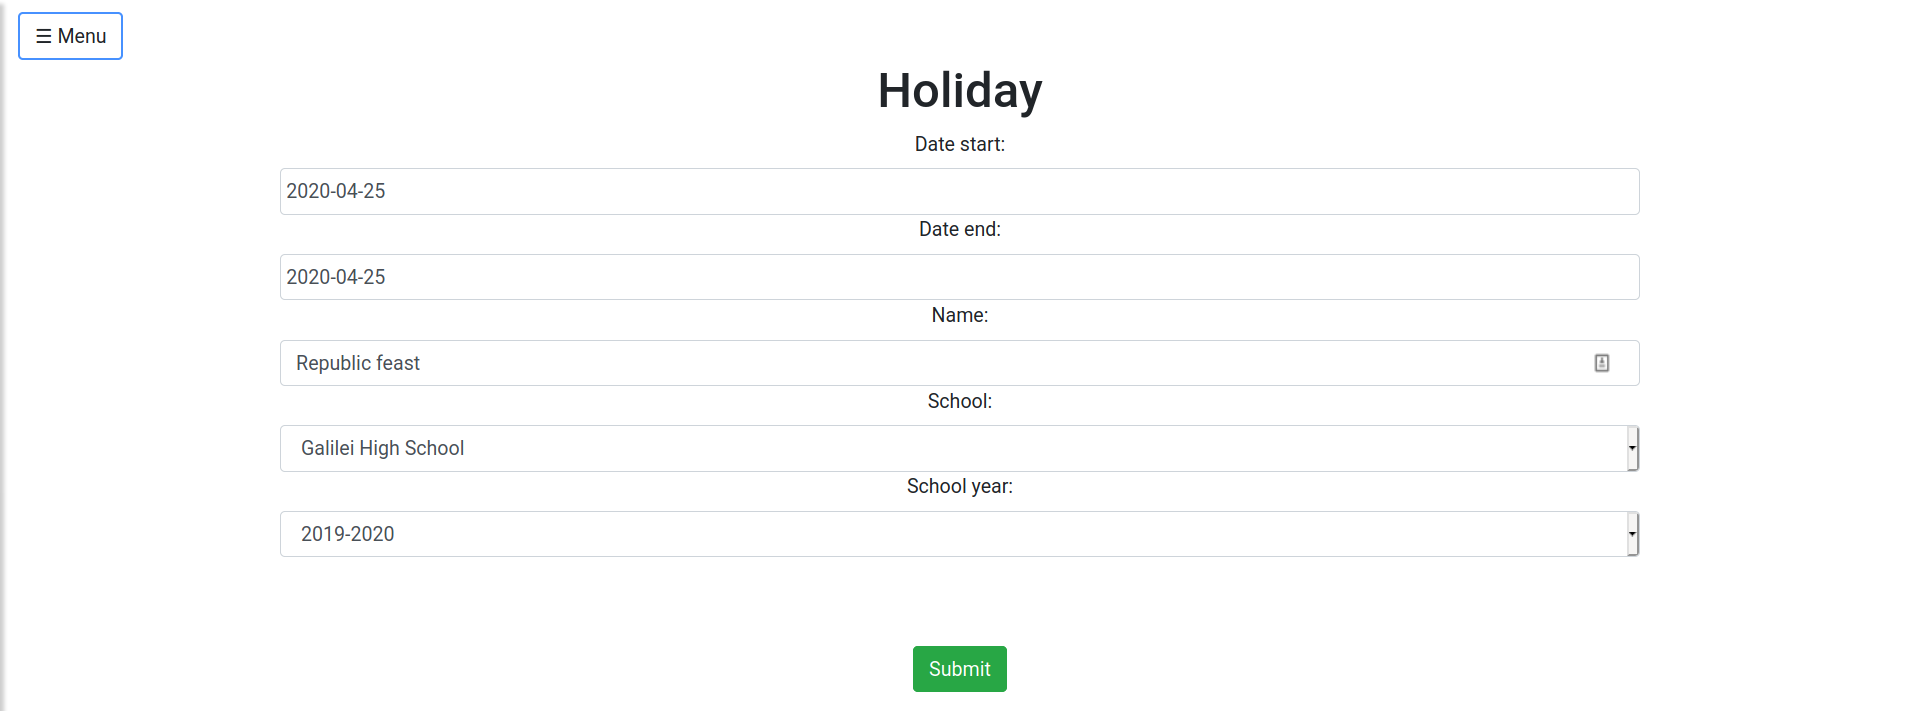 ☰ Menu
Holiday
Date start:
2020-04-25
Date end:
2020-04-25
Name:
Republic feast
School:
Galilei High School
School year:
2019-2020
Submit